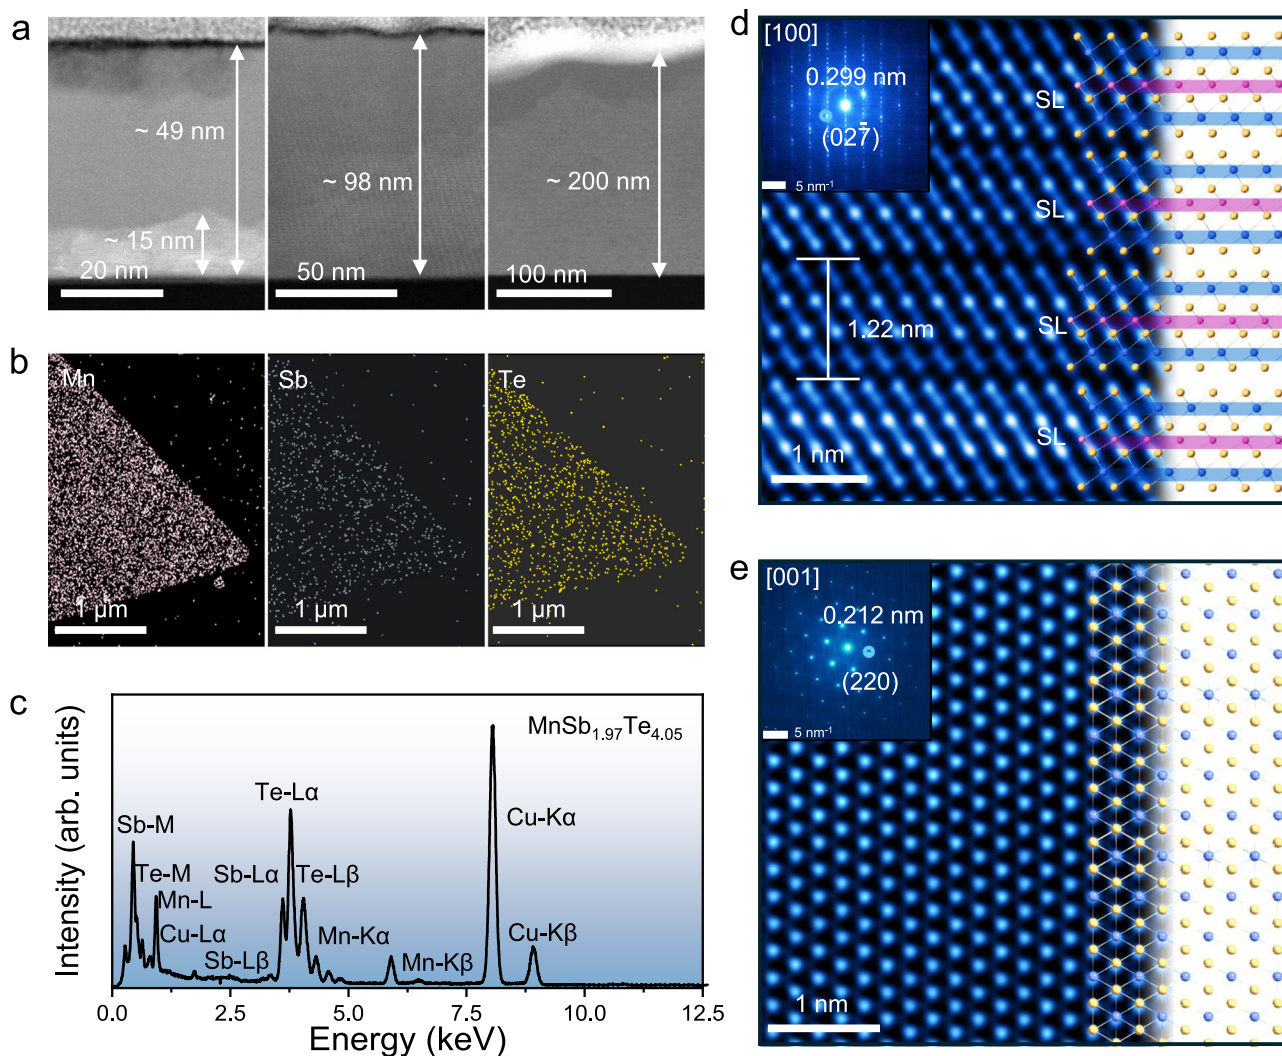 a
~ 49 nm
~ 15 nm
20 nm
~ 98 nm
50 nm
~ 200 nm
100 nm
b
Mn
1 μm
Sb
1 μm
Te
1 μm
c
MnSb₁.₉₇Te₄.₀₅
Te-Lα
Sb-M
Cu-Kα
Te-M
Sb-Lα
Te-Lβ
Mn-L
Cu-Lα
Mn-Kα
Cu-Kβ
Sb-Lβ
Mn-Kβ
Intensity (arb. units)
0.0
2.5
5.0
7.5
10.0
12.5
Energy (keV)
d
[100]
0.299 nm
(027̄)
5 nm⁻¹
SL
SL
SL
SL
1.22 nm
1 nm
e
[001]
0.212 nm
(220)
5 nm⁻¹
1 nm